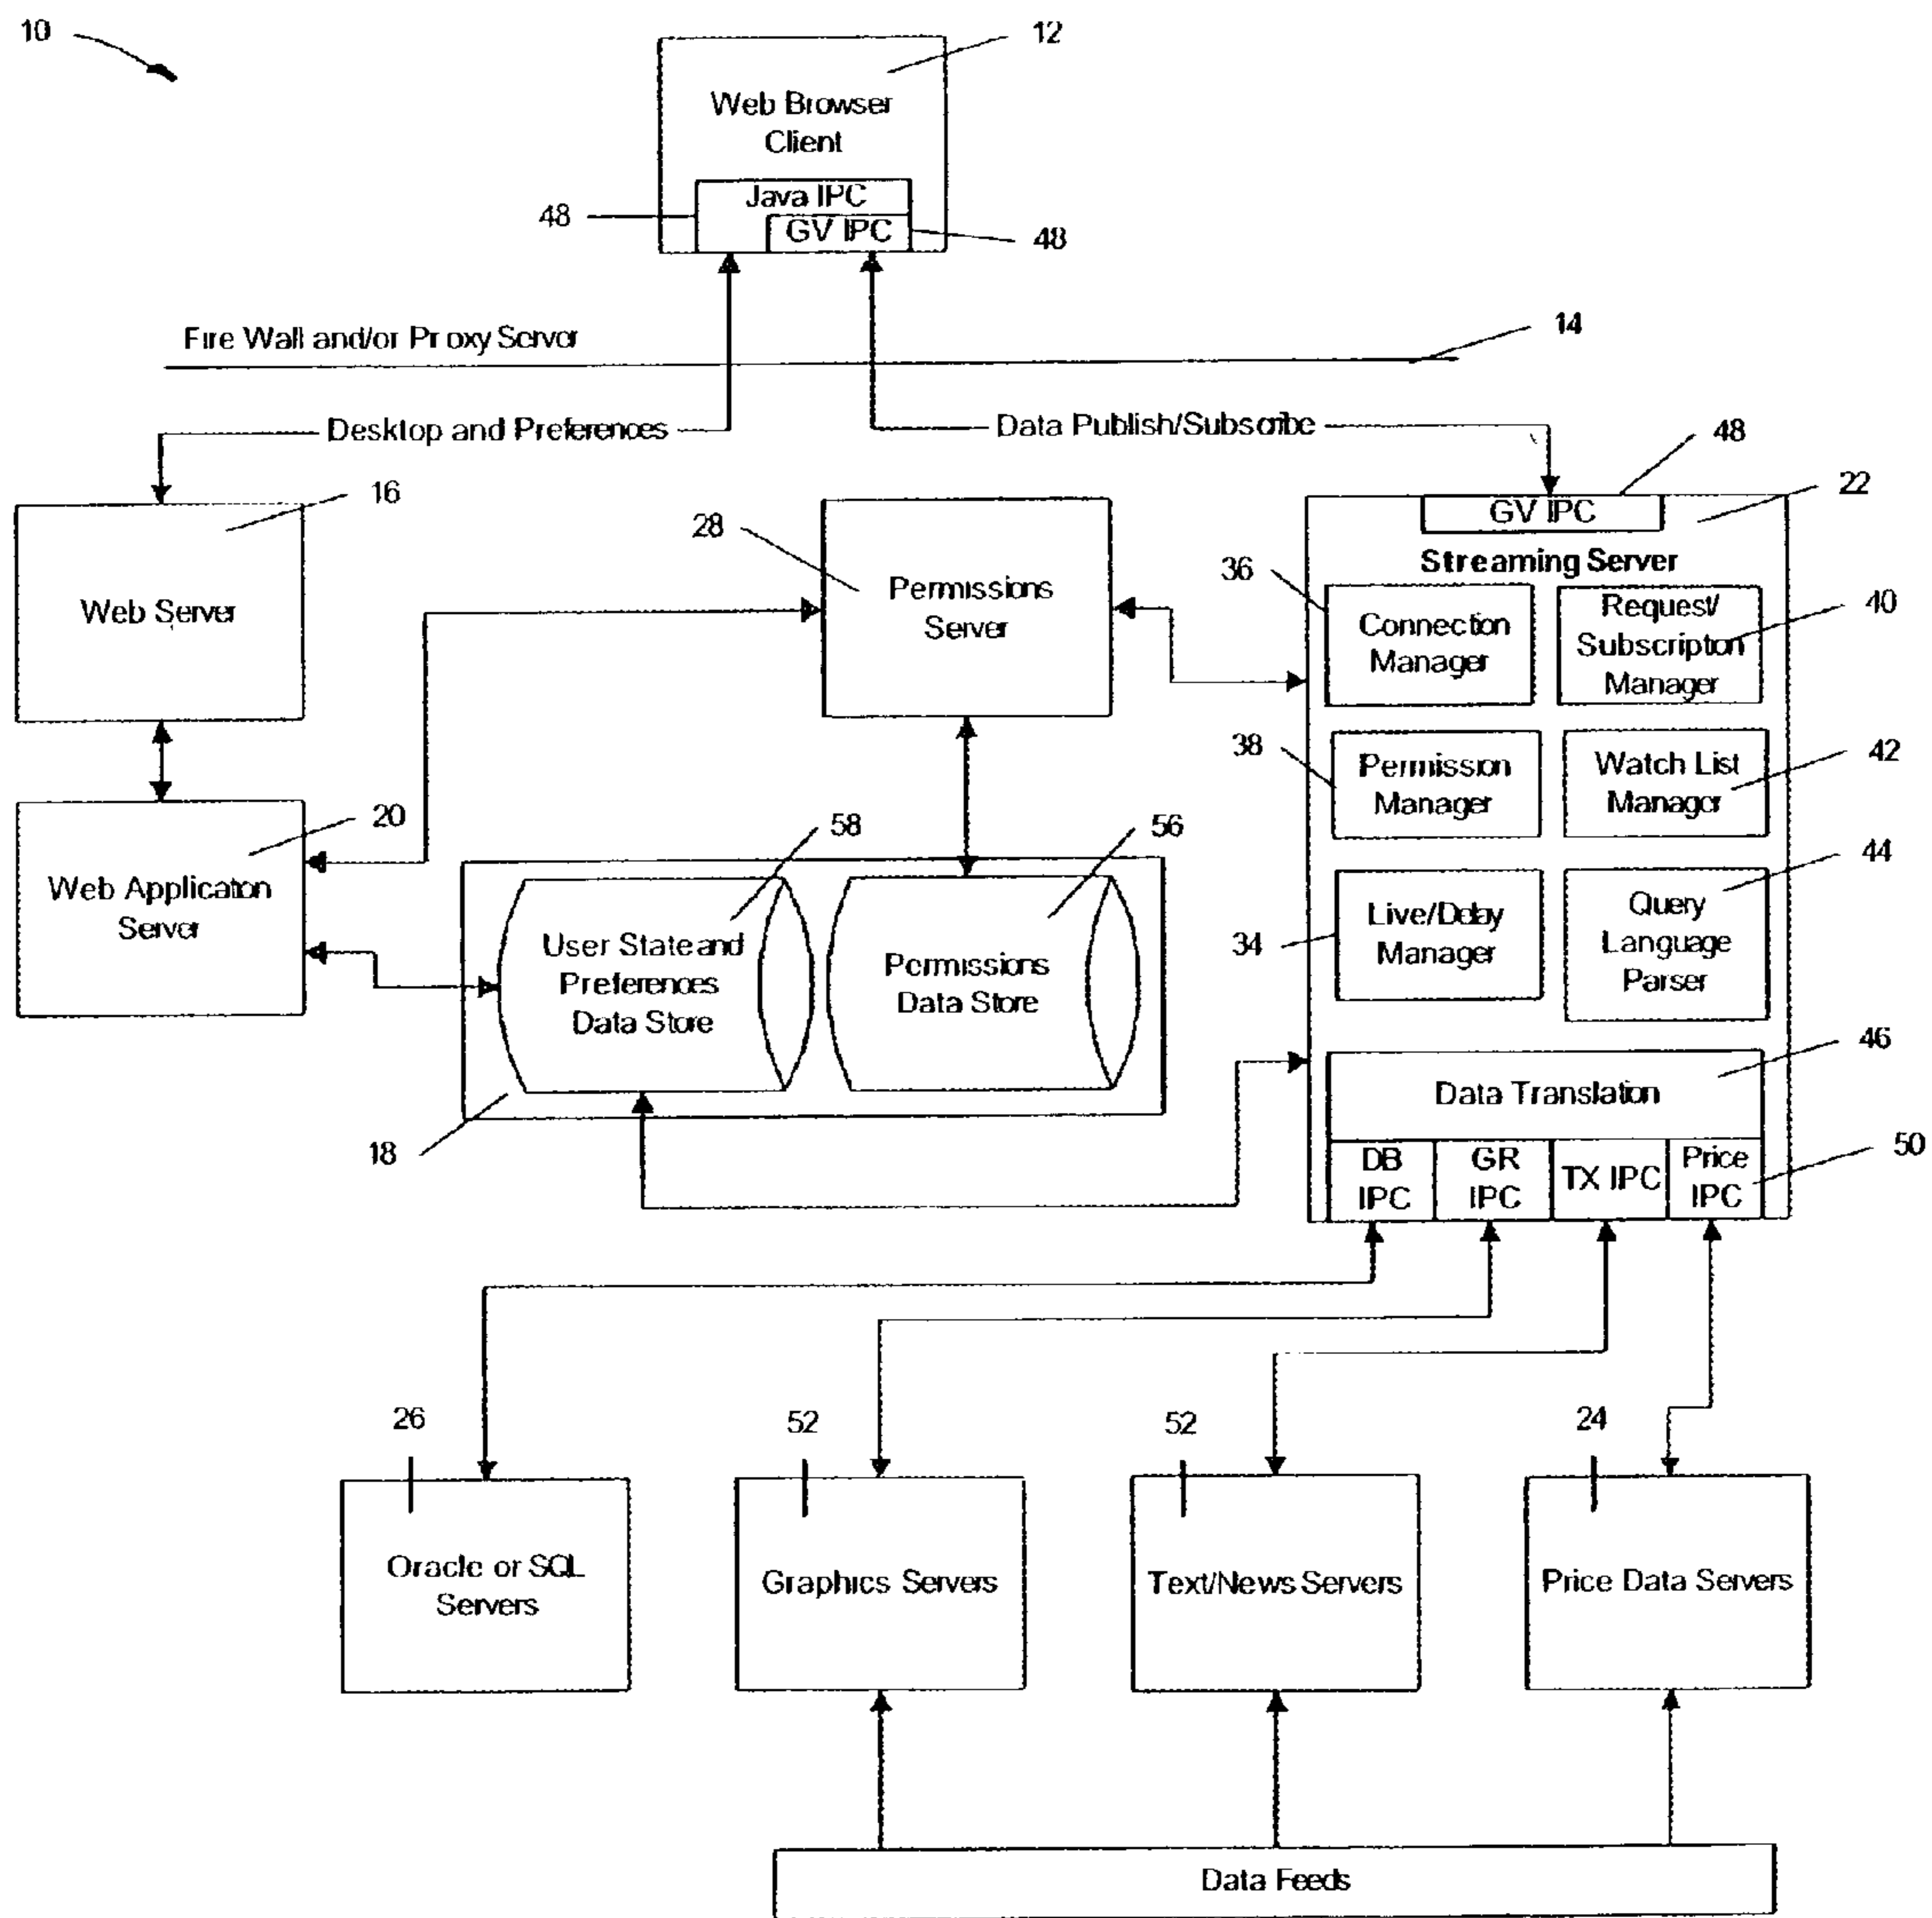 10
12
Web Browser
Client
Java IPC
48
GV IPC
48
Fire Wall and/or Proxy Server
14
Desktop and Preferences
Data Publish/Subscribe
48
16
22
GV IPC
28
Streaming Server
36
40
Web Server
Permissions
Server
Connection
Manager
Request/
Subscription
Manager
38
Permission
Manager
Watch List
Manager
42
20
58
56
44
Web Application
Server
User State and
Preferences
Data Store
Permissions
Data Store
34
Live/Delay
Manager
Query
Language
Parser
46
Data Translation
18
DB
IPC
GR
IPC
TX IPC
Price
IPC
50
26
52
52
24
Oracle or SQL
Servers
Graphics Servers
Text/News Servers
Price Data Servers
Data Feeds